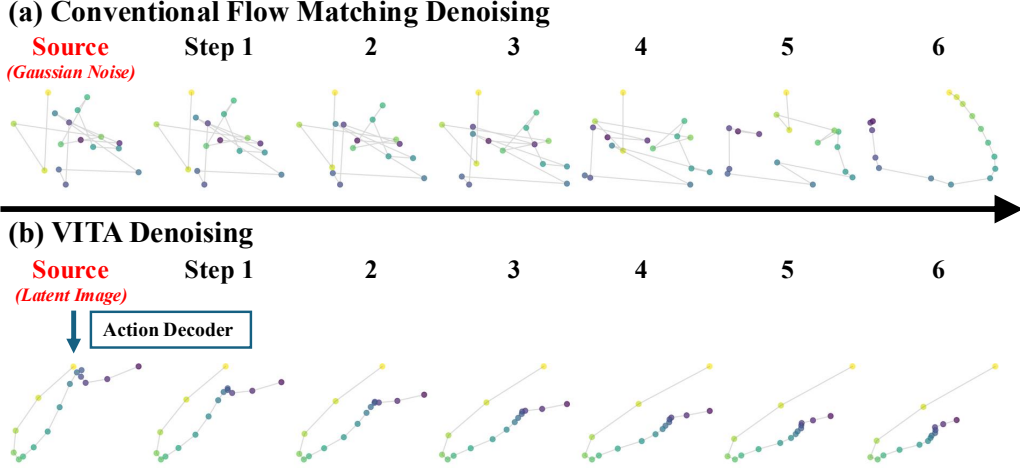 (a) Conventional Flow Matching Denoising
Source Step 1 2 3 4 5 6
(Gaussian Noise)
(b) VITA Denoising
Source Step 1 2 3 4 5 6
(Latent Image)
Action Decoder